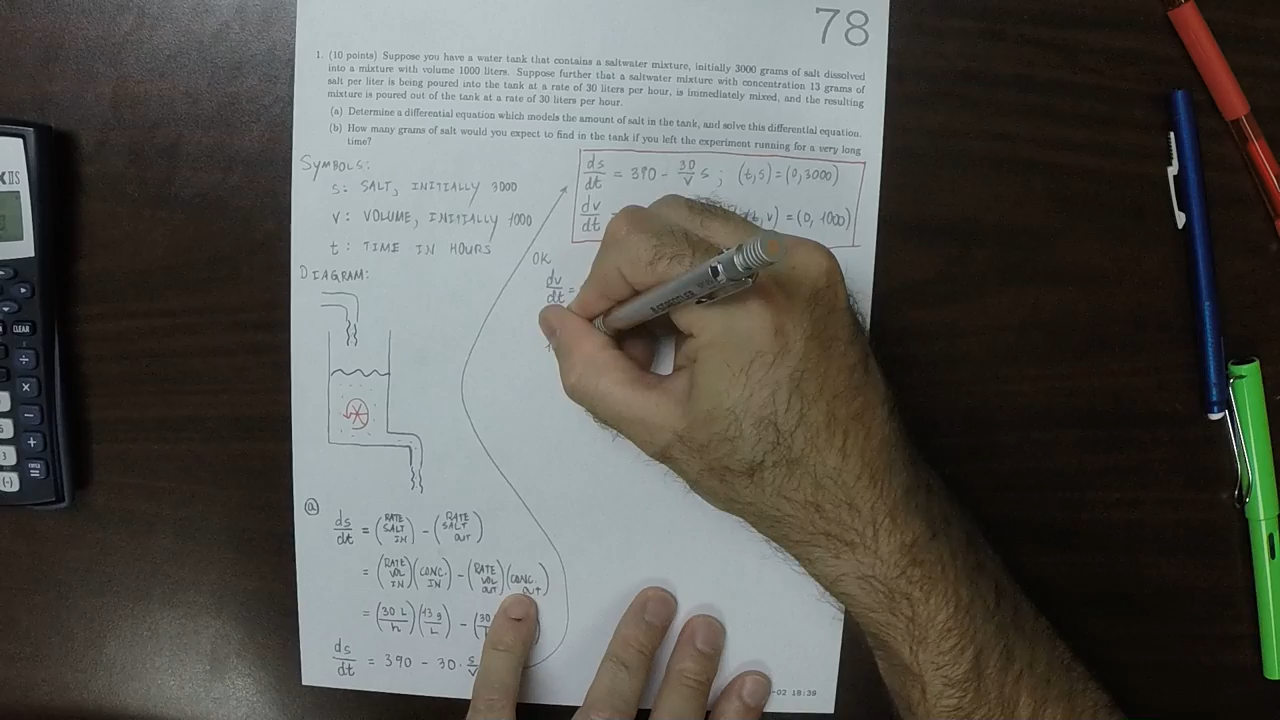 78
1. (10 points) Suppose you have a water tank that contains a saltwater mixture, initially 3000 grams of salt dissolved
into a mixture with volume 1000 liters. Suppose further that a saltwater mixture with concentration 13 grams of
salt per liter is being poured into the tank at a rate of 30 liters per hour, is immediately mixed, and the resulting
mixture is poured out of the tank at a rate of 30 liters per hour.
(a) Determine a differential equation which models the amount of salt in the tank, and solve this differential equation.
(b) How many grams of salt would you expect to find in the tank if you left the experiment running for a very long
time?
SYMBOLS:
S: SALT, INITIALLY 3000
V: VOLUME, INITIALLY 1000
t: TIME IN HOURS
DIAGRAM:
(a)
ds/dt = (RATE SALT IN) - (RATE SALT OUT)
= (RATE VOL IN)(CONC. IN) - (RATE VOL OUT)(CONC. OUT)
= (30 L/h)(13 g/L) - (30
ds/dt = 390 - 30 · S/V
ds/dt = 390 - 30/V S ; (t,s) = (0,3000)
dv/dt (t,v) = (0, 1000)
OK
dv/dt =
-02 18:39
CLEAR
ENTER
(-)